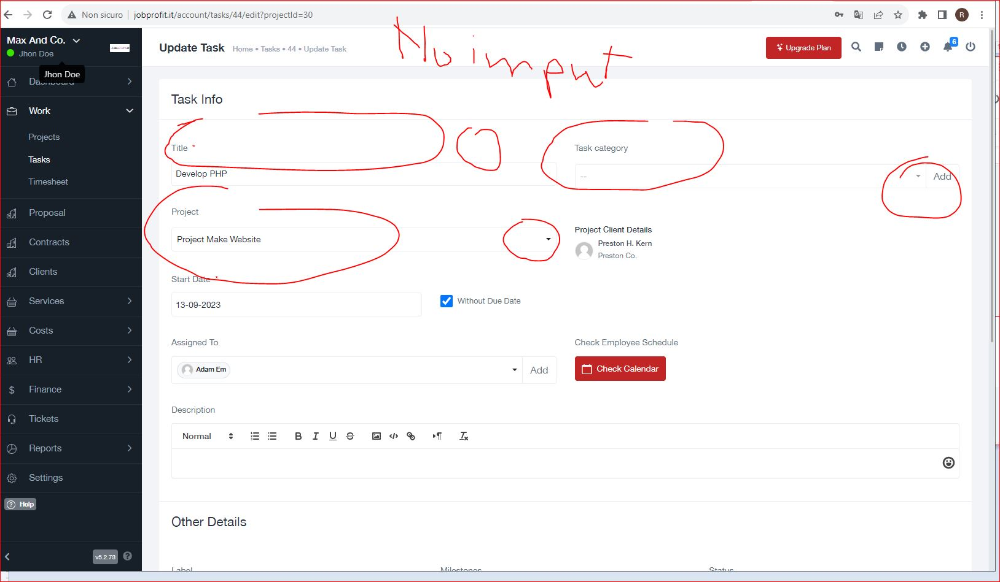 Non sicuro | jobprofit.it/account/tasks/44/edit?projectId=30
R
Max And Co.
Jhon Doe
Jhon Doe
Dashboard
Work
Projects
Tasks
Timesheet
Proposal
Contracts
Clients
Services
Costs
HR
Finance
Tickets
Reports
Settings
Help
v5.2.73
Update Task Home • Tasks • 44 • Update Task
No imput
Upgrade Plan
6
Task Info
Title *
Develop PHP
Task category
--
Add
Project
Project Make Website
Project Client Details
Preston H. Kern
Preston Co.
Start Date *
13-09-2023
Without Due Date
Assigned To
Adam Em
Add
Check Employee Schedule
Check Calendar
Description
Normal
B I U S
Other Details
Label Milestones Status